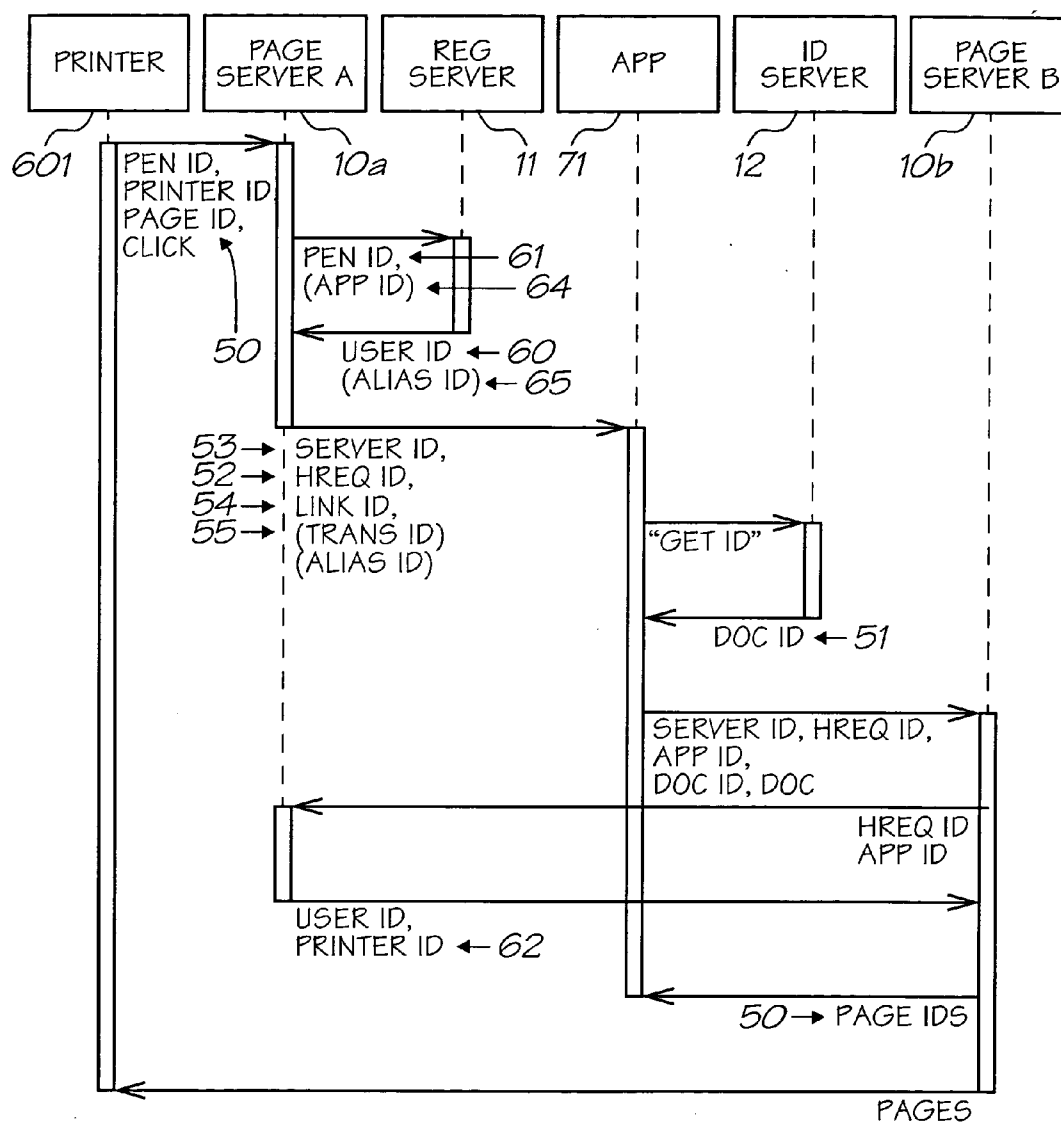 PRINTER
PAGE
SERVER A
REG
SERVER
APP
ID
SERVER
PAGE
SERVER B
601
10a
11
71
12
10b
PEN ID,
PRINTER ID
PAGE ID,
CLICK
50
PEN ID, 61
(APP ID) 64
USER ID 60
(ALIAS ID) 65
53 SERVER ID,
52 HREQ ID,
54 LINK ID,
55 (TRANS ID)
(ALIAS ID)
"GET ID"
DOC ID 51
SERVER ID, HREQ ID,
APP ID,
DOC ID, DOC
HREQ ID
APP ID
USER ID,
PRINTER ID 62
50 PAGE IDS
PAGES